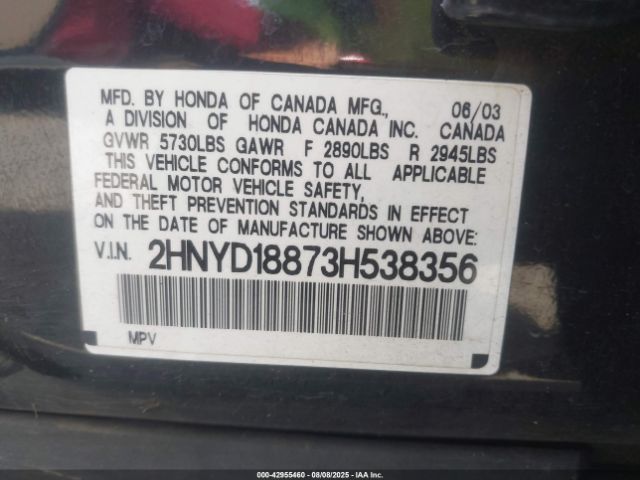 MFD. BY HONDA OF CANADA MFG., 06/03
A DIVISION OF HONDA CANADA INC. CANADA
GVWR 5730LBS GAWR F 2890LBS R 2945LBS
THIS VEHICLE CONFORMS TO ALL APPLICABLE
FEDERAL MOTOR VEHICLE SAFETY,
AND THEFT PREVENTION STANDARDS IN EFFECT
ON THE DATE OF MANUFACTURE SHOWN ABOVE:
V.I.N. 2HNYD18873H538356
MPV
000-42955460 - 08/08/2025 - IAA Inc.